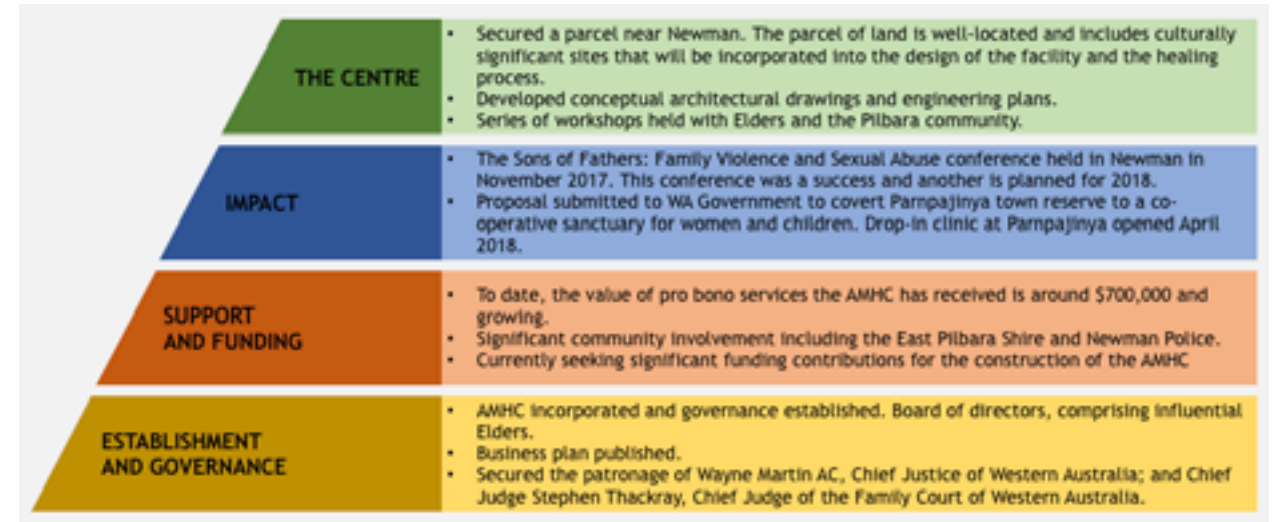 THE CENTRE
• Secured a parcel near Newman. The parcel of land is well-located and includes culturally
significant sites that will be incorporated into the design of the facility and the healing
process.
• Developed conceptual architectural drawings and engineering plans.
• Series of workshops held with Elders and the Pilbara community.
IMPACT
• The Sons of Fathers: Family Violence and Sexual Abuse conference held in Newman in
November 2017. This conference was a success and another is planned for 2018.
• Proposal submitted to WA Government to covert Parnpajinya town reserve to a co-
operative sanctuary for women and children. Drop-in clinic at Parnpajinya opened April
2018.
SUPPORT
AND FUNDING
• To date, the value of pro bono services the AMHC has received is around $700,000 and
growing.
• Significant community involvement including the East Pilbara Shire and Newman Police.
• Currently seeking significant funding contributions for the construction of the AMHC
ESTABLISHMENT
AND GOVERNANCE
• AMHC incorporated and governance established. Board of directors, comprising influential
Elders.
• Business plan published.
• Secured the patronage of Wayne Martin AC, Chief Justice of Western Australia; and Chief
Judge Stephen Thackray, Chief Judge of the Family Court of Western Australia.